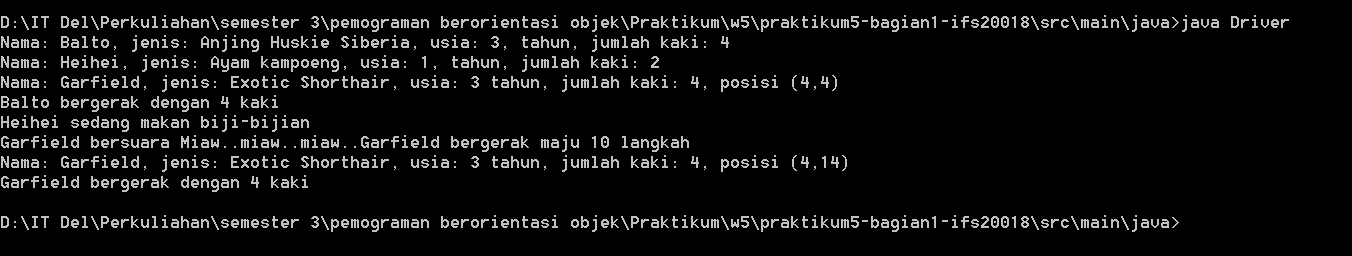 D:\IT Del\Perkuliahan\semester 3\pemograman berorientasi objek\Praktikum\w5\praktikum5-bagian1-ifs20018\src\main\java>java Driver
Nama: Balto, jenis: Anjing Huskie Siberia, usia: 3, tahun, jumlah kaki: 4
Nama: Heihei, jenis: Ayam kampoeng, usia: 1, tahun, jumlah kaki: 2
Nama: Garfield, jenis: Exotic Shorthair, usia: 3 tahun, jumlah kaki: 4, posisi (4,4)
Balto bergerak dengan 4 kaki
Heihei sedang makan biji-bijian
Garfield bersuara Miaw..miaw..miaw..Garfield bergerak maju 10 langkah
Nama: Garfield, jenis: Exotic Shorthair, usia: 3 tahun, jumlah kaki: 4, posisi (4,14)
Garfield bergerak dengan 4 kaki
D:\IT Del\Perkuliahan\semester 3\pemograman berorientasi objek\Praktikum\w5\praktikum5-bagian1-ifs20018\src\main\java>